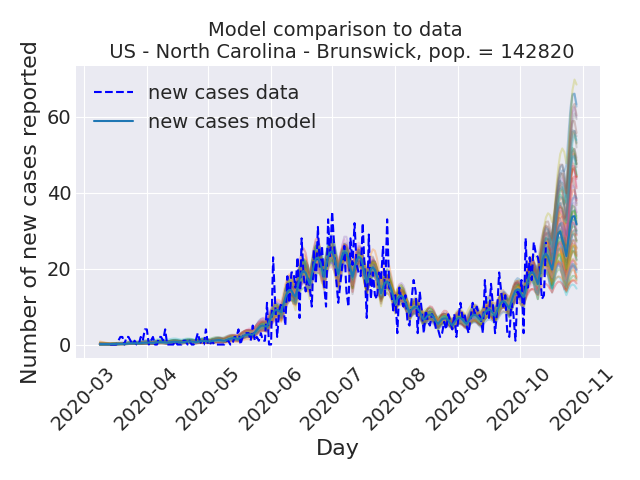 Model comparison to data
US - North Carolina - Brunswick, pop. = 142820
new cases data
new cases model
Number of new cases reported
60
40
20
0
2020-03
2020-04
2020-05
2020-06
2020-07
2020-08
2020-09
2020-10
2020-11
Day